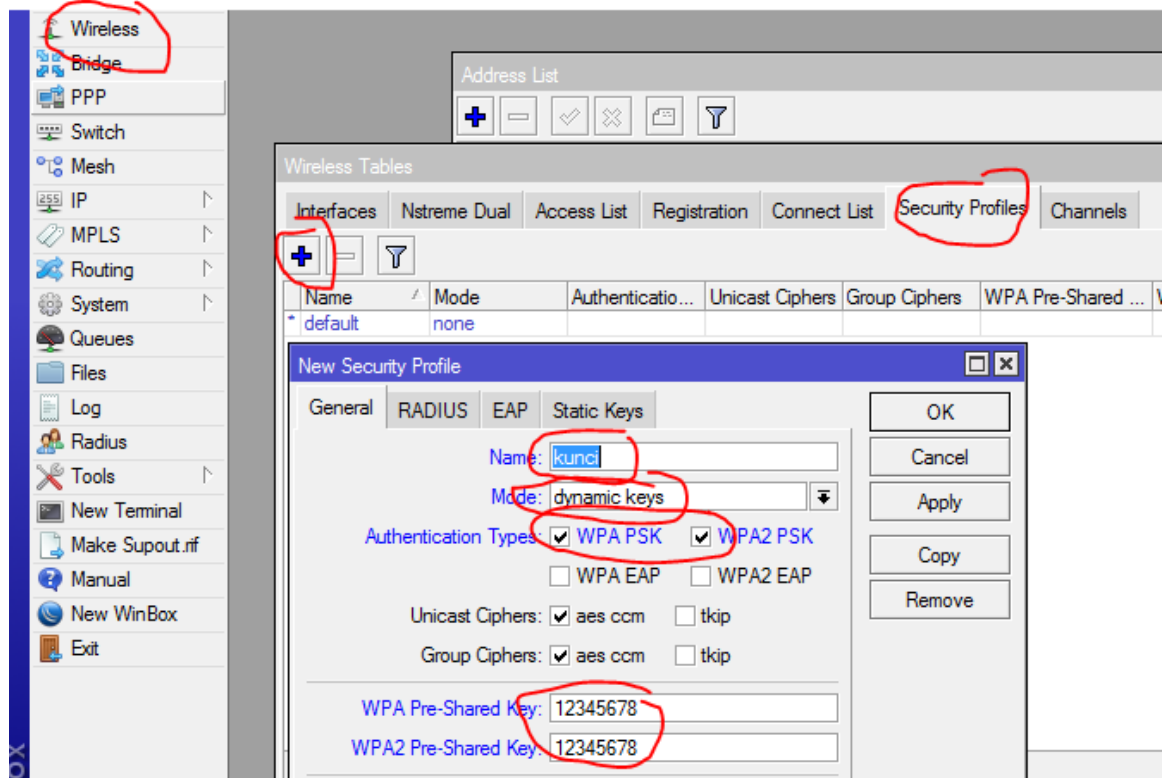 Wireless
Bridge
PPP
Switch
Mesh
255 IP
MPLS
Routing
System
Queues
Files
Log
Radius
Tools
New Terminal
Make Supout.rif
Manual
New WinBox
Exit
Address List
Wireless Tables
Interfaces Nstreme Dual Access List Registration Connect List Security Profiles Channels
Name Mode Authenticatio... Unicast Ciphers Group Ciphers WPA Pre-Shared ...
* default none
New Security Profile
General RADIUS EAP Static Keys
Name: kunci
Mode: dynamic keys
Authentication Types: WPA PSK WPA2 PSK
WPA EAP WPA2 EAP
Unicast Ciphers: aes ccm tkip
Group Ciphers: aes ccm tkip
WPA Pre-Shared Key: 12345678
WPA2 Pre-Shared Key: 12345678
OK
Cancel
Apply
Copy
Remove